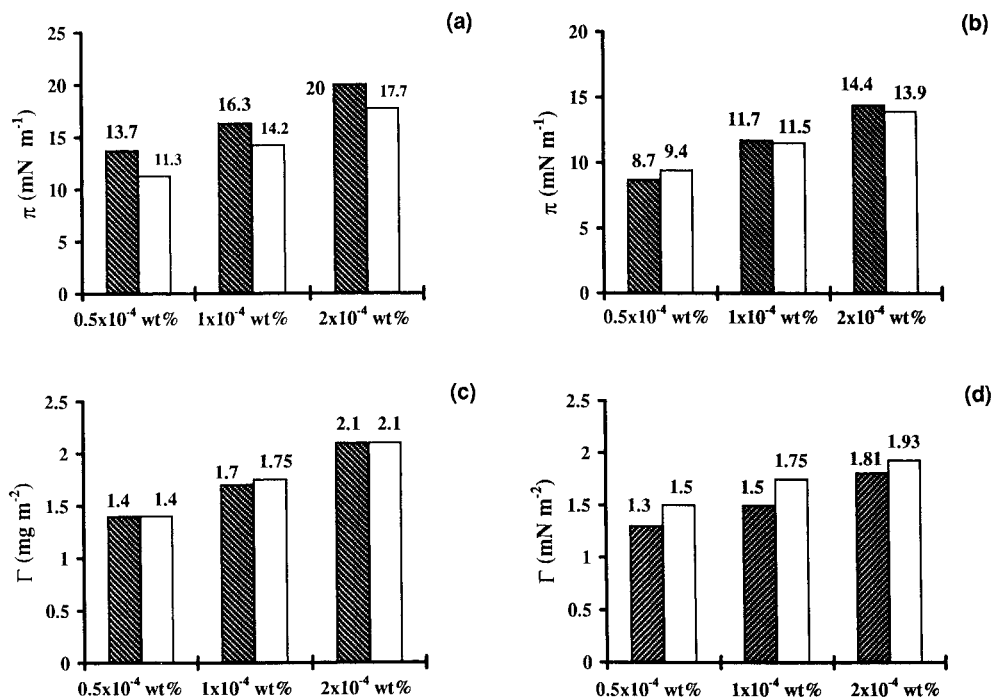 (a)
25
20
15
10
5
0
π (mN m⁻¹)
13.7
11.3
16.3
14.2
20
17.7
0.5x10⁻⁴ wt%
1x10⁻⁴ wt%
2x10⁻⁴ wt%
(b)
20
15
10
5
0
π (mN m⁻¹)
8.7
9.4
11.7
11.5
14.4
13.9
0.5x10⁻⁴ wt%
1x10⁻⁴ wt%
2x10⁻⁴ wt%
(c)
2.5
2
1.5
1
0.5
0
Γ (mg m⁻²)
1.4
1.4
1.7
1.75
2.1
2.1
0.5x10⁻⁴ wt%
1x10⁻⁴ wt%
2x10⁻⁴ wt%
(d)
2.5
2
1.5
1
0.5
0
Γ (mN m⁻²)
1.3
1.5
1.5
1.75
1.81
1.93
0.5x10⁻⁴ wt%
1x10⁻⁴ wt%
2x10⁻⁴ wt%